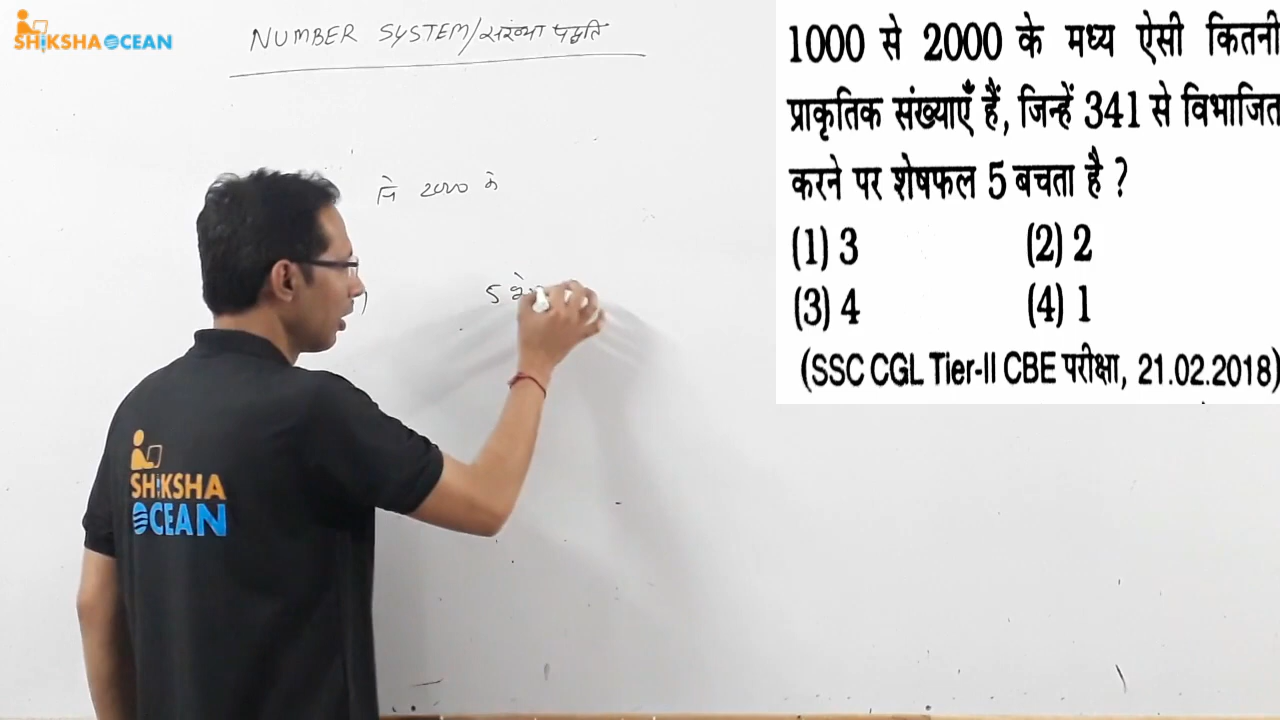 SHIKSHA OCEAN
NUMBER SYSTEM/संख्या पद्धति
से 2000 के
5 शे
SHIKSHA
OCEAN
1000 से 2000 के मध्य ऐसी कितनी
प्राकृतिक संख्याएँ हैं, जिन्हें 341 से विभाजित
करने पर शेषफल 5 बचता है ?
(1) 3 (2) 2
(3) 4 (4) 1
(SSC CGL Tier-II CBE परीक्षा, 21.02.2018)